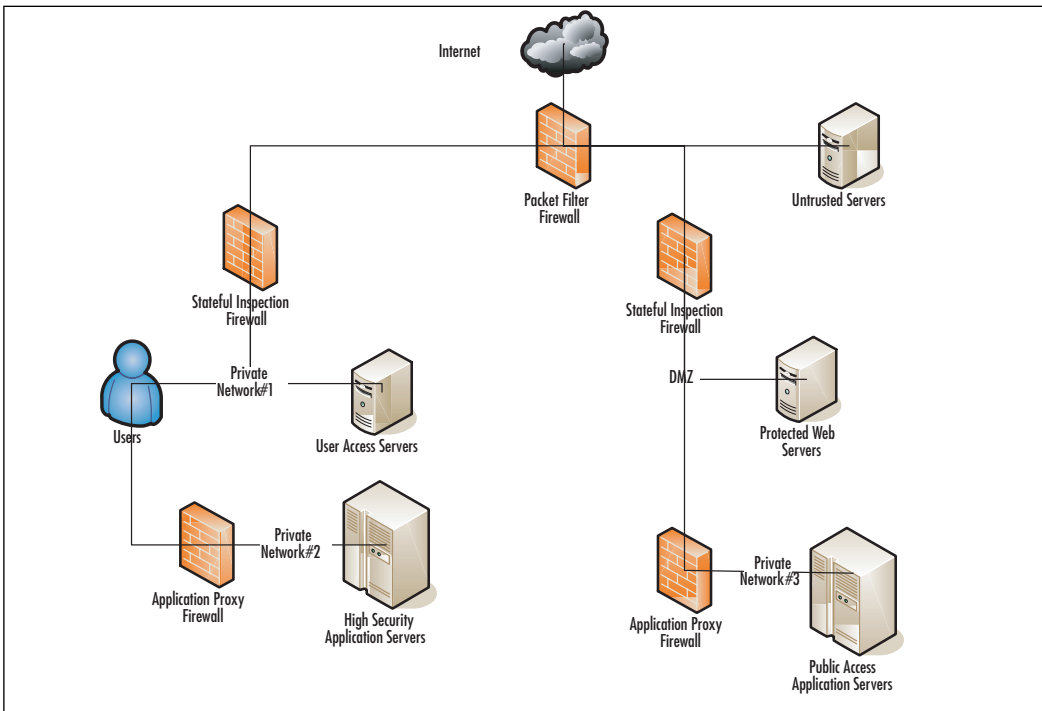 Internet
Packet Filter
Firewall
Untrusted Servers
Stateful Inspection
Firewall
Stateful Inspection
Firewall
Private
Network#1
Users
User Access Servers
DMZ
Protected Web
Servers
Private
Network#2
Application Proxy
Firewall
High Security
Application Servers
Private
Network#3
Application Proxy
Firewall
Public Access
Application Servers